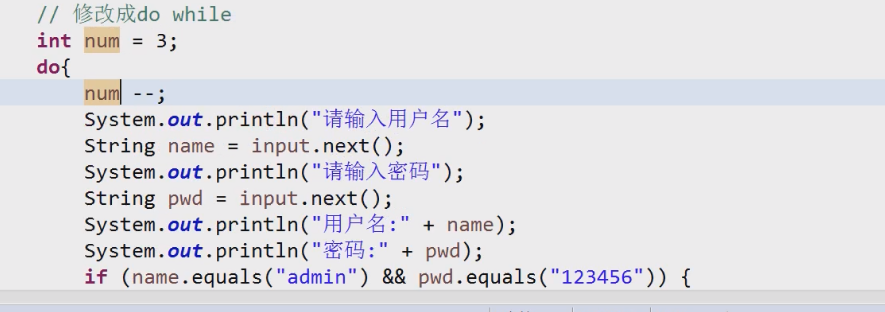 // 修改成do while
int num = 3;
do{
num --;
System.out.println("请输入用户名");
String name = input.next();
System.out.println("请输入密码");
String pwd = input.next();
System.out.println("用户名:" + name);
System.out.println("密码:" + pwd);
if (name.equals("admin") && pwd.equals("123456")) {